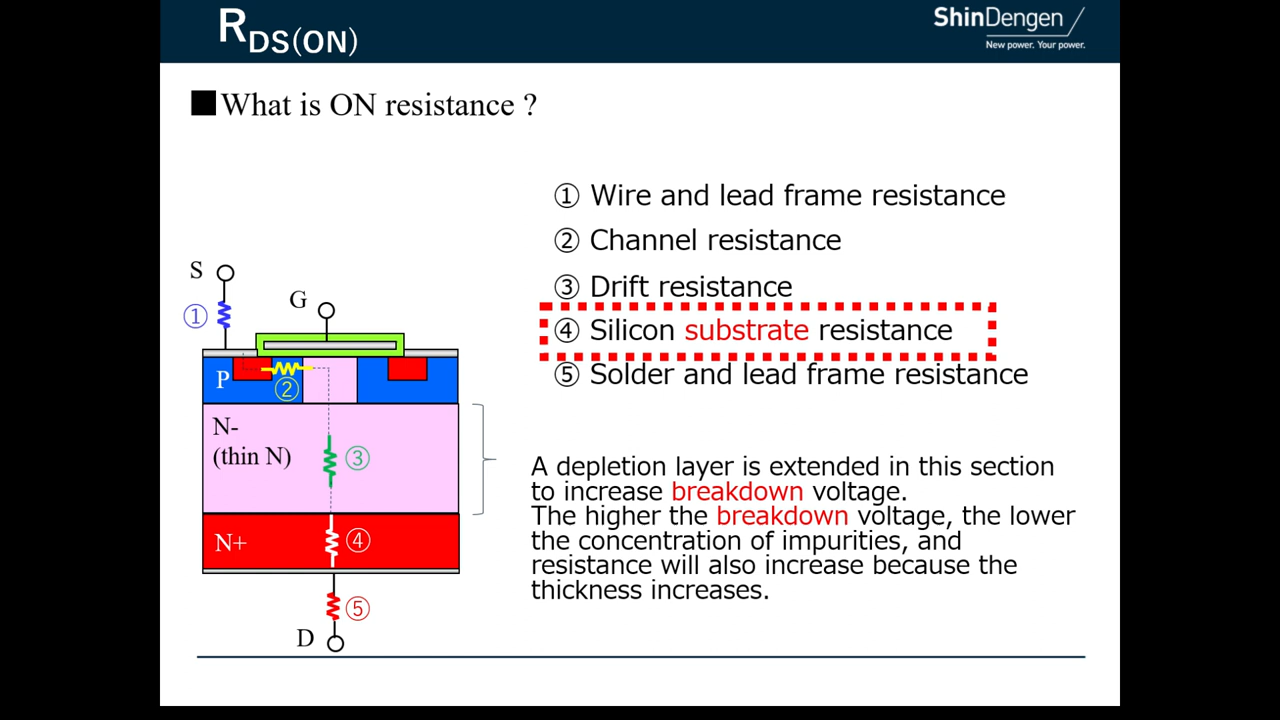 RDS(ON)
ShinDengen
New power. Your power.
■What is ON resistance ?
① Wire and lead frame resistance
② Channel resistance
③ Drift resistance
④ Silicon substrate resistance
⑤ Solder and lead frame resistance
S
①
G
P
②
N-
(thin N)
③
N+
④
⑤
D
A depletion layer is extended in this section
to increase breakdown voltage.
The higher the breakdown voltage, the lower
the concentration of impurities, and
resistance will also increase because the
thickness increases.